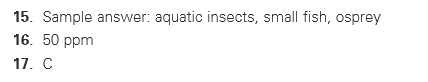 15. Sample answer: aquatic insects, small fish, osprey
16. 50 ppm
17. C